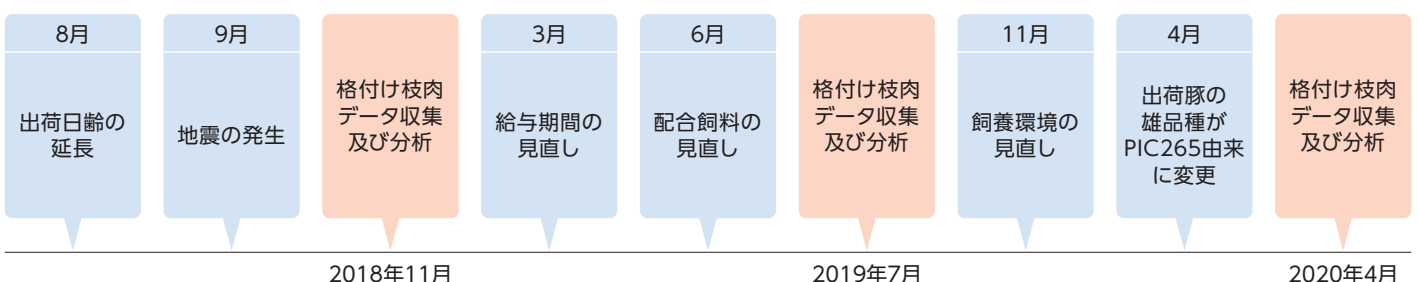 8月
出荷日齢の
延長
9月
地震の発生
格付け枝肉
データ収集
及び分析
3月
給与期間の
見直し
6月
配合飼料の
見直し
格付け枝肉
データ収集
及び分析
11月
飼養環境の
見直し
4月
出荷豚の
雄品種が
PIC265由来
に変更
格付け枝肉
データ収集
及び分析
2018年11月
2019年7月
2020年4月